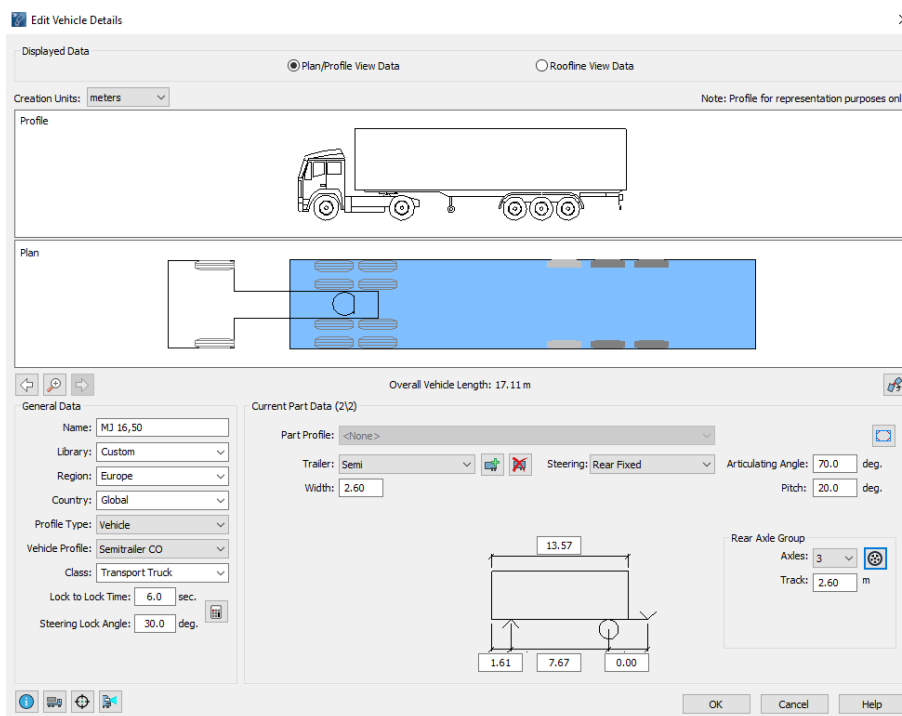 Edit Vehicle Details
Displayed Data
Plan/Profile View Data
Roofline View Data
Creation Units: meters
Note: Profile for representation purposes onl
Profile
Plan
Overall Vehicle Length: 17.11 m
General Data
Name: MJ 16,50
Library: Custom
Region: Europe
Country: Global
Profile Type: Vehicle
Vehicle Profile: Semitrailer CO
Class: Transport Truck
Lock to Lock Time: 6.0 sec.
Steering Lock Angle: 30.0 deg.
Current Part Data (2\2)
Part Profile: <None>
Trailer: Semi
Steering: Rear Fixed
Articulating Angle: 70.0 deg.
Width: 2.60
Pitch: 20.0 deg.
13.57
1.61 7.67 0.00
Rear Axle Group
Axles: 3
Track: 2.60 m
OK Cancel Help